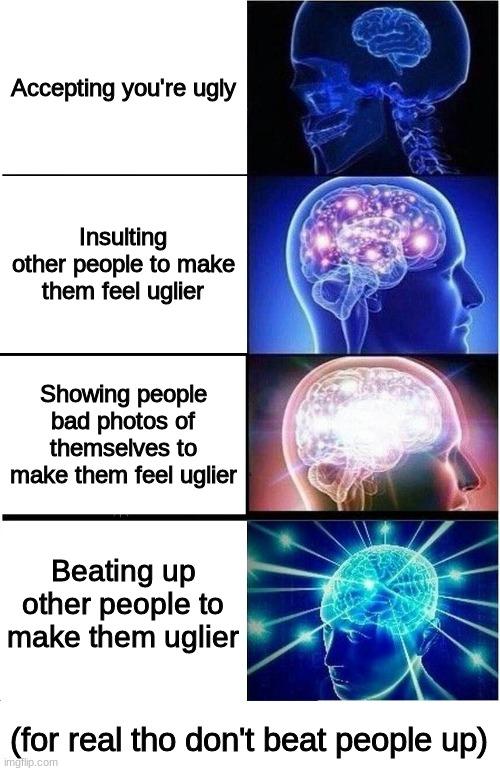 Accepting you're ugly
Insulting
other people to make
them feel uglier
Showing people
bad photos of
themselves to
make them feel uglier
Beating up
other people to
make them uglier
(for real tho don't beat people up)
imgflip.com